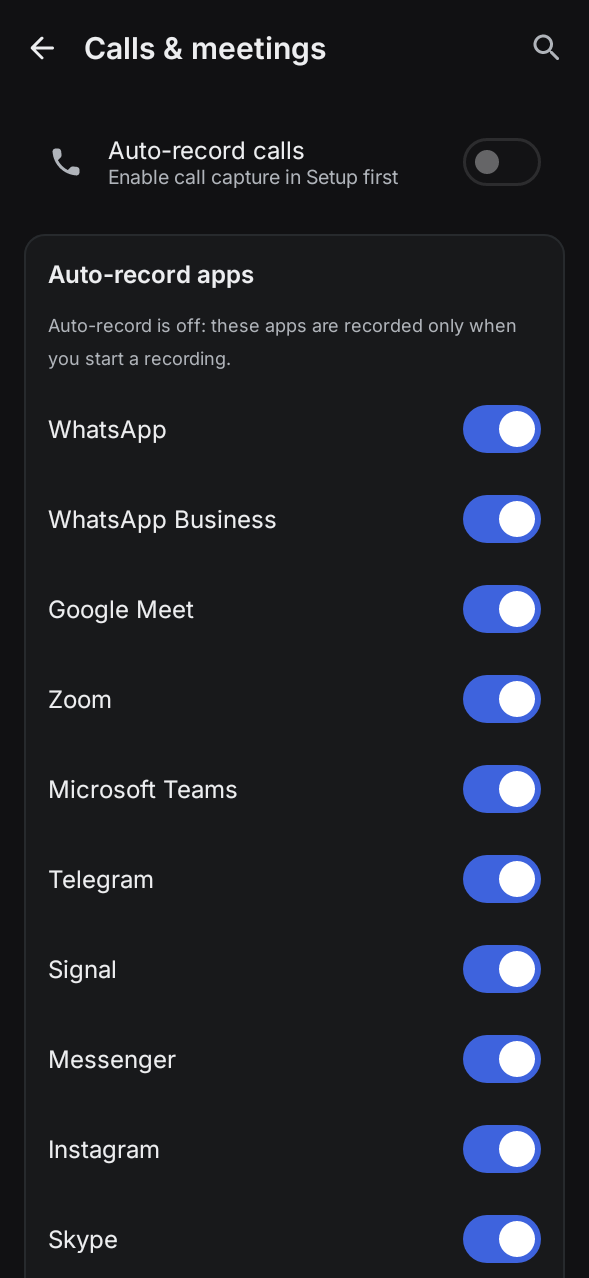 Calls & meetings
Auto-record calls
Enable call capture in Setup first
Auto-record apps
Auto-record is off: these apps are recorded only when
you start a recording.
WhatsApp
WhatsApp Business
Google Meet
Zoom
Microsoft Teams
Telegram
Signal
Messenger
Instagram
Skype